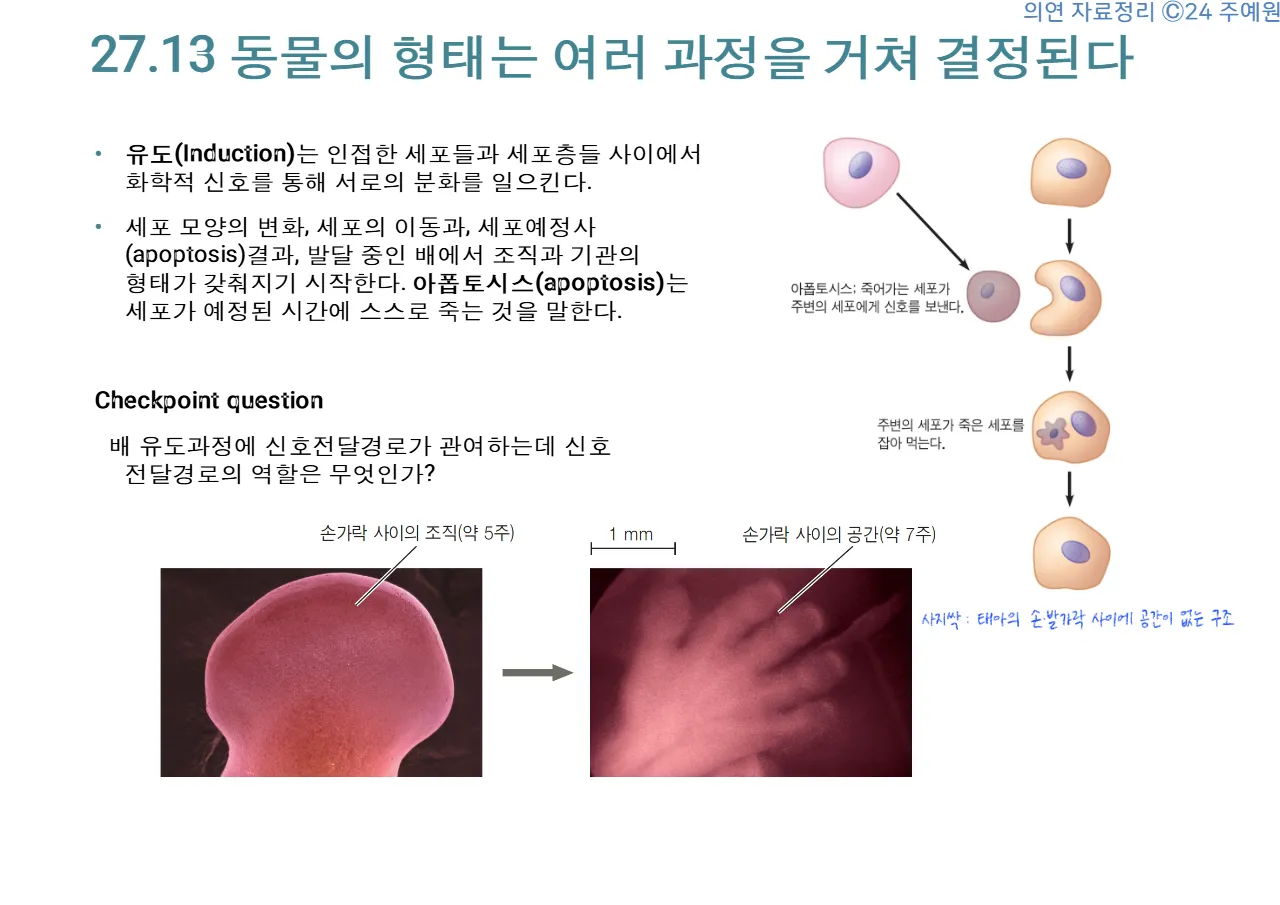 의연 자료정리 ©24 주예원
27.13 동물의 형태는 여러 과정을 거쳐 결정된다
• 유도(Induction)는 인접한 세포들과 세포층들 사이에서
화학적 신호를 통해 서로의 분화를 일으킨다.
• 세포 모양의 변화, 세포의 이동과, 세포예정사
(apoptosis)결과, 발달 중인 배에서 조직과 기관의
형태가 갖춰지기 시작한다. 아폽토시스(apoptosis)는
세포가 예정된 시간에 스스로 죽는 것을 말한다.
아폽토시스; 죽어가는 세포가
주변의 세포에게 신호를 보낸다.
Checkpoint question
배 유도과정에 신호전달경로가 관여하는데 신호
전달경로의 역할은 무엇인가?
주변의 세포가 죽은 세포를
잡아 먹는다.
손가락 사이의 조직(약 5주)
1 mm
손가락 사이의 공간(약 7주)
사지싹 : 태아의 손·발가락 사이에 공간이 없는 구조